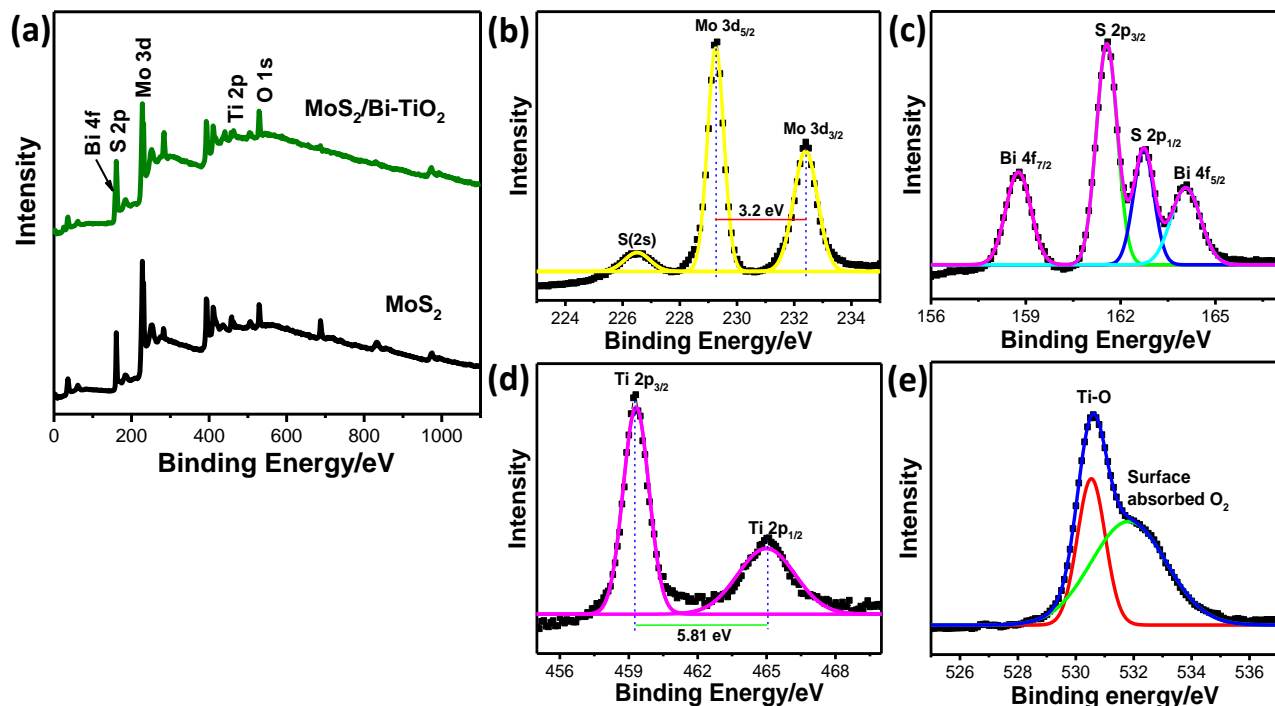 (a)
Intensity
Bi 4f
S 2p
Mo 3d
Ti 2p
O 1s
MoS₂/Bi-TiO₂
MoS₂
0 200 400 600 800 1000
Binding Energy/eV
(b)
Intensity
Mo 3d₅/₂
Mo 3d₃/₂
S(2s)
3.2 eV
224 226 228 230 232 234
Binding Energy/eV
(c)
Intensity
S 2p₃/₂
S 2p₁/₂
Bi 4f₇/₂
Bi 4f₅/₂
156 159 162 165
Binding Energy/eV
(d)
Intensity
Ti 2p₃/₂
Ti 2p₁/₂
5.81 eV
456 459 462 465 468
Binding Energy/eV
(e)
Intensity
Ti-O
Surface
absorbed O₂
526 528 530 532 534 536
Binding energy/eV